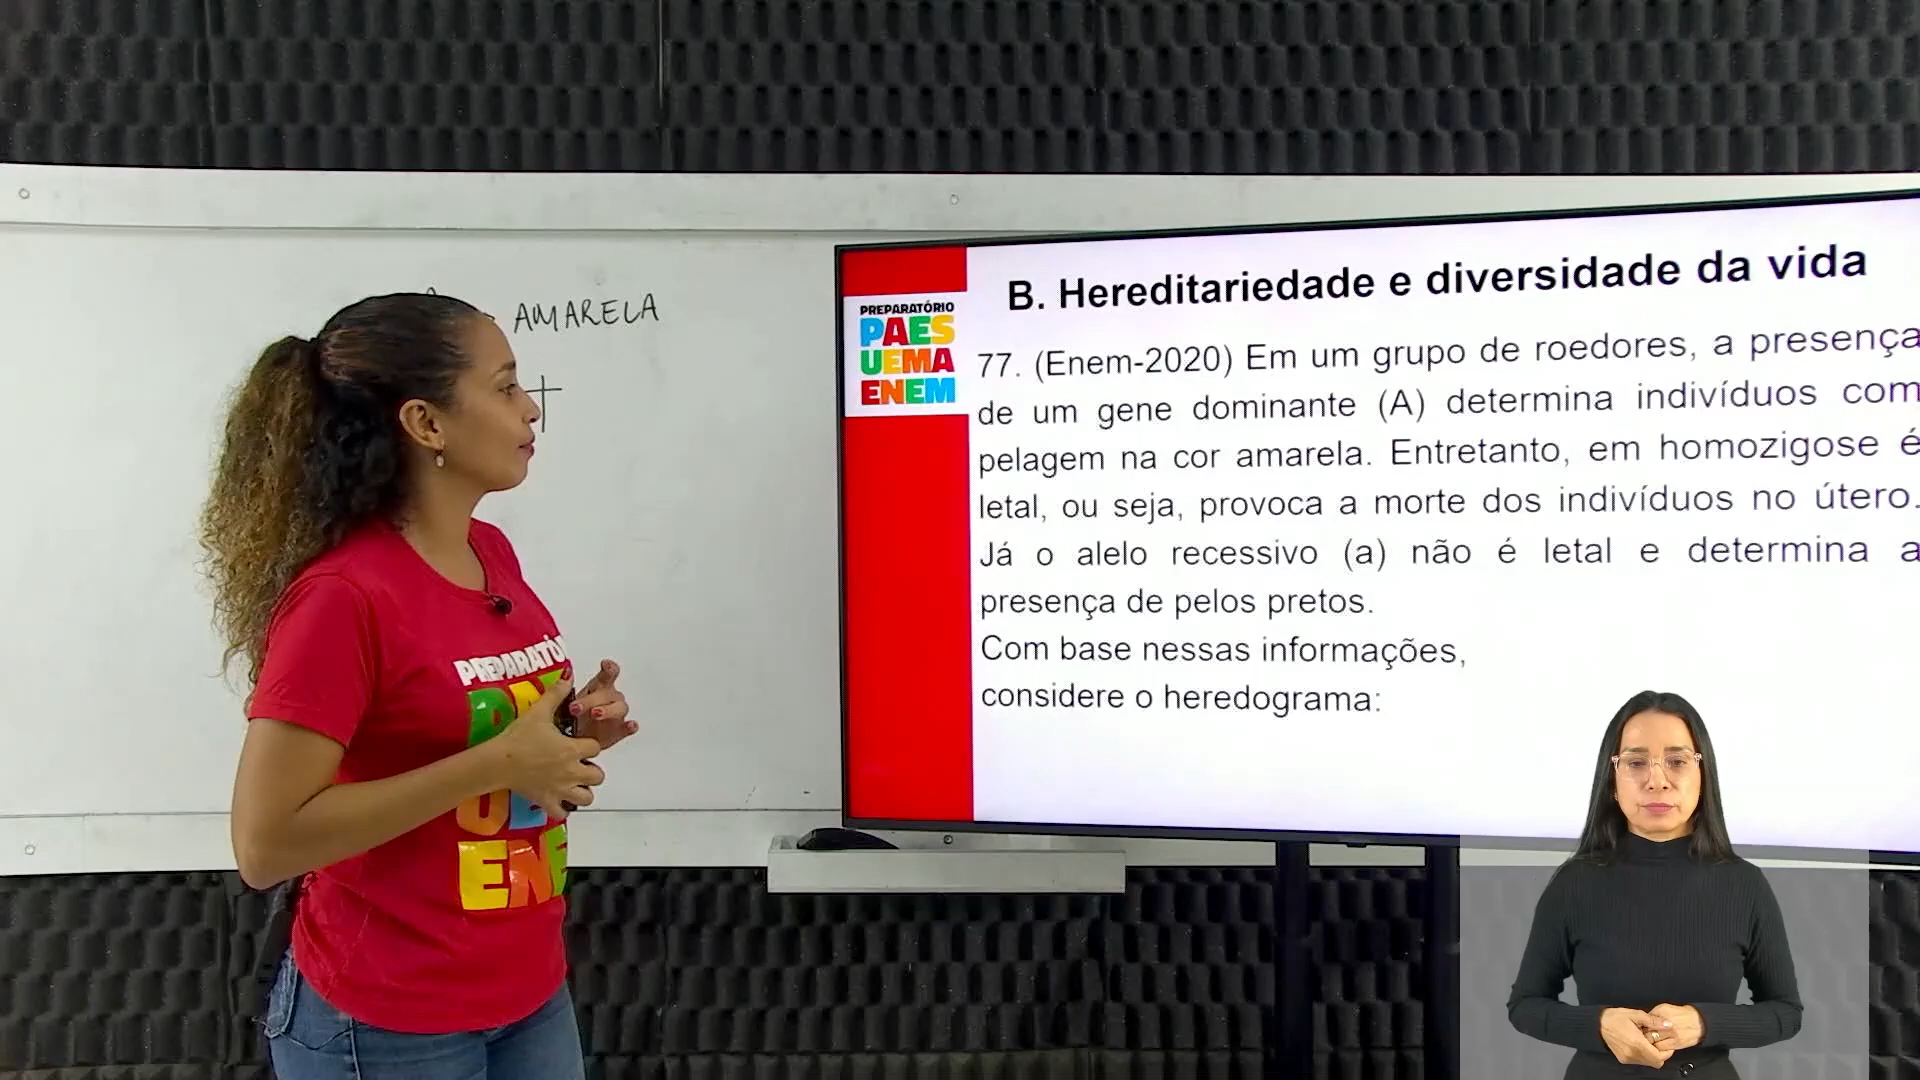 AMARELA
B. Hereditariedade e diversidade da vida
PREPARATÓRIO
PAES
UEMA
ENEM
77. (Enem-2020) Em um grupo de roedores, a presença
de um gene dominante (A) determina indivíduos com
pelagem na cor amarela. Entretanto, em homozigose é
letal, ou seja, provoca a morte dos indivíduos no útero.
Já o alelo recessivo (a) não é letal e determina a
presença de pelos pretos.
Com base nessas informações,
considere o heredograma: